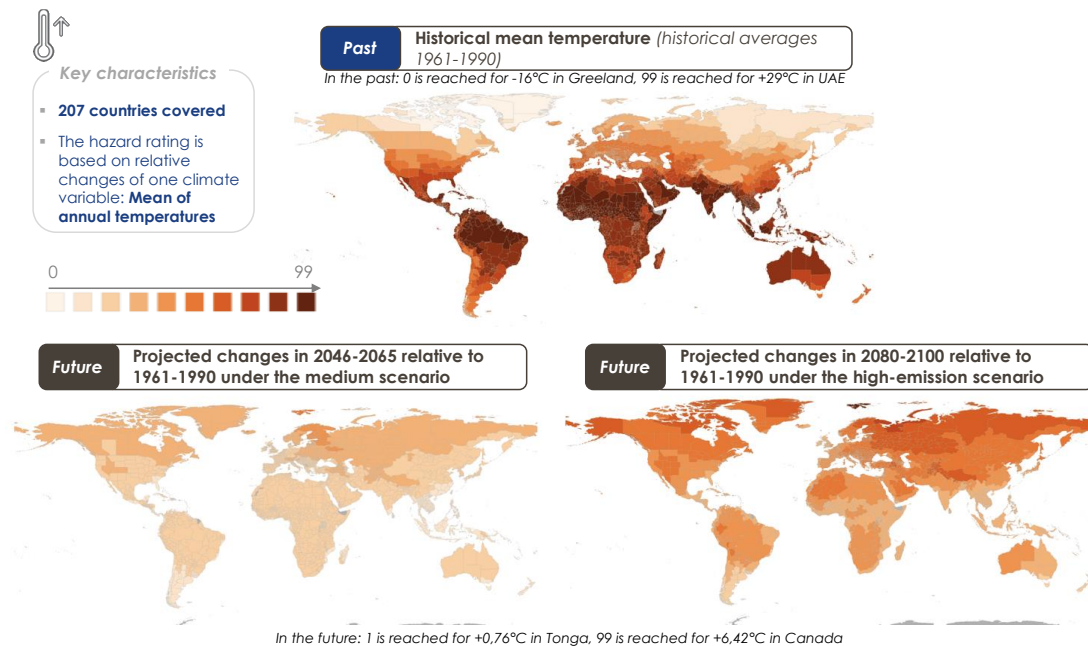 Past
Historical mean temperature (historical averages
1961-1990)
In the past: 0 is reached for -16°C in Greeland, 99 is reached for +29°C in UAE
Key characteristics
▪ 207 countries covered
▪ The hazard rating is
based on relative
changes of one climate
variable: Mean of
annual temperatures
0 99
Future
Projected changes in 2046-2065 relative to
1961-1990 under the medium scenario
Future
Projected changes in 2080-2100 relative to
1961-1990 under the high-emission scenario
In the future: 1 is reached for +0,76°C in Tonga, 99 is reached for +6,42°C in Canada